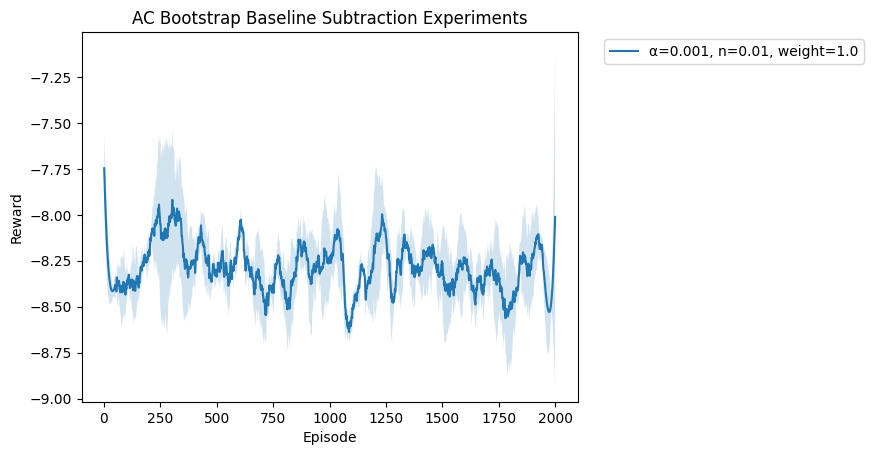 AC Bootstrap Baseline Subtraction Experiments
α=0.001, n=0.01, weight=1.0
−7.25
−7.50
−7.75
−8.00
−8.25
−8.50
−8.75
−9.00
Reward
0 250 500 750 1000 1250 1500 1750 2000
Episode